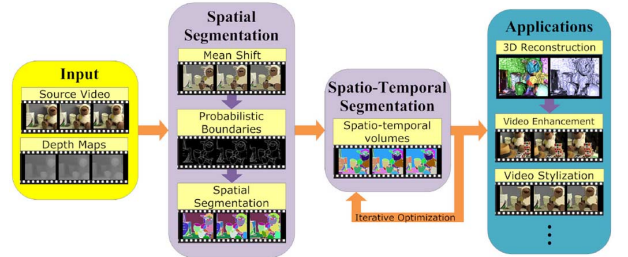 Input
Source Video
Depth Maps
Spatial
Segmentation
Mean Shift
Probabilistic
Boundaries
Spatial
Segmentation
Spatio-Temporal
Segmentation
Spatio-temporal
volumes
Iterative Optimization
Applications
3D Reconstruction
Video Enhancement
Video Stylization